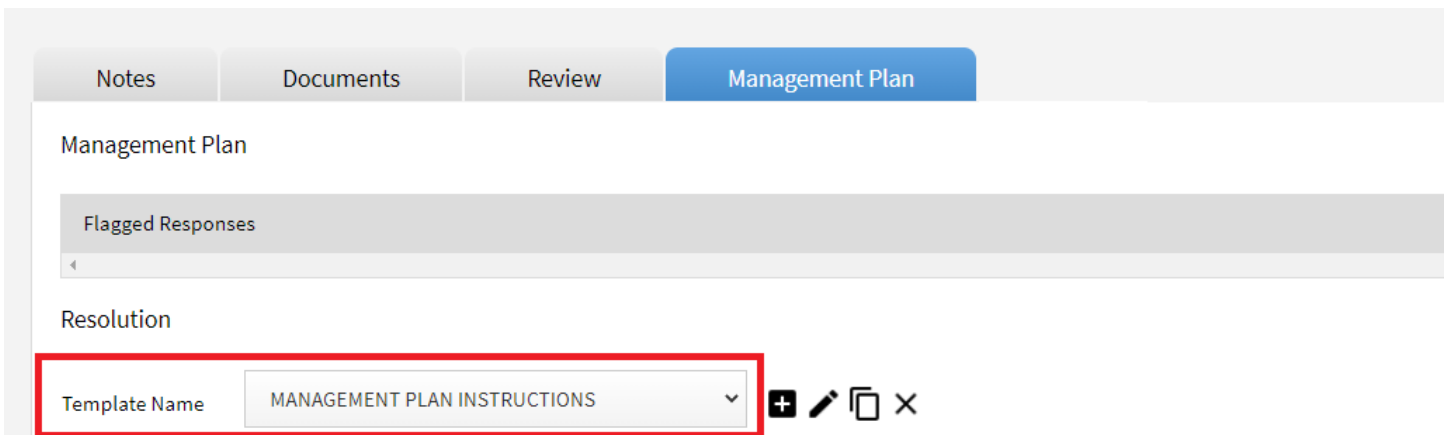 Notes Documents Review Management Plan
Management Plan
Flagged Responses
Resolution
Template Name MANAGEMENT PLAN INSTRUCTIONS